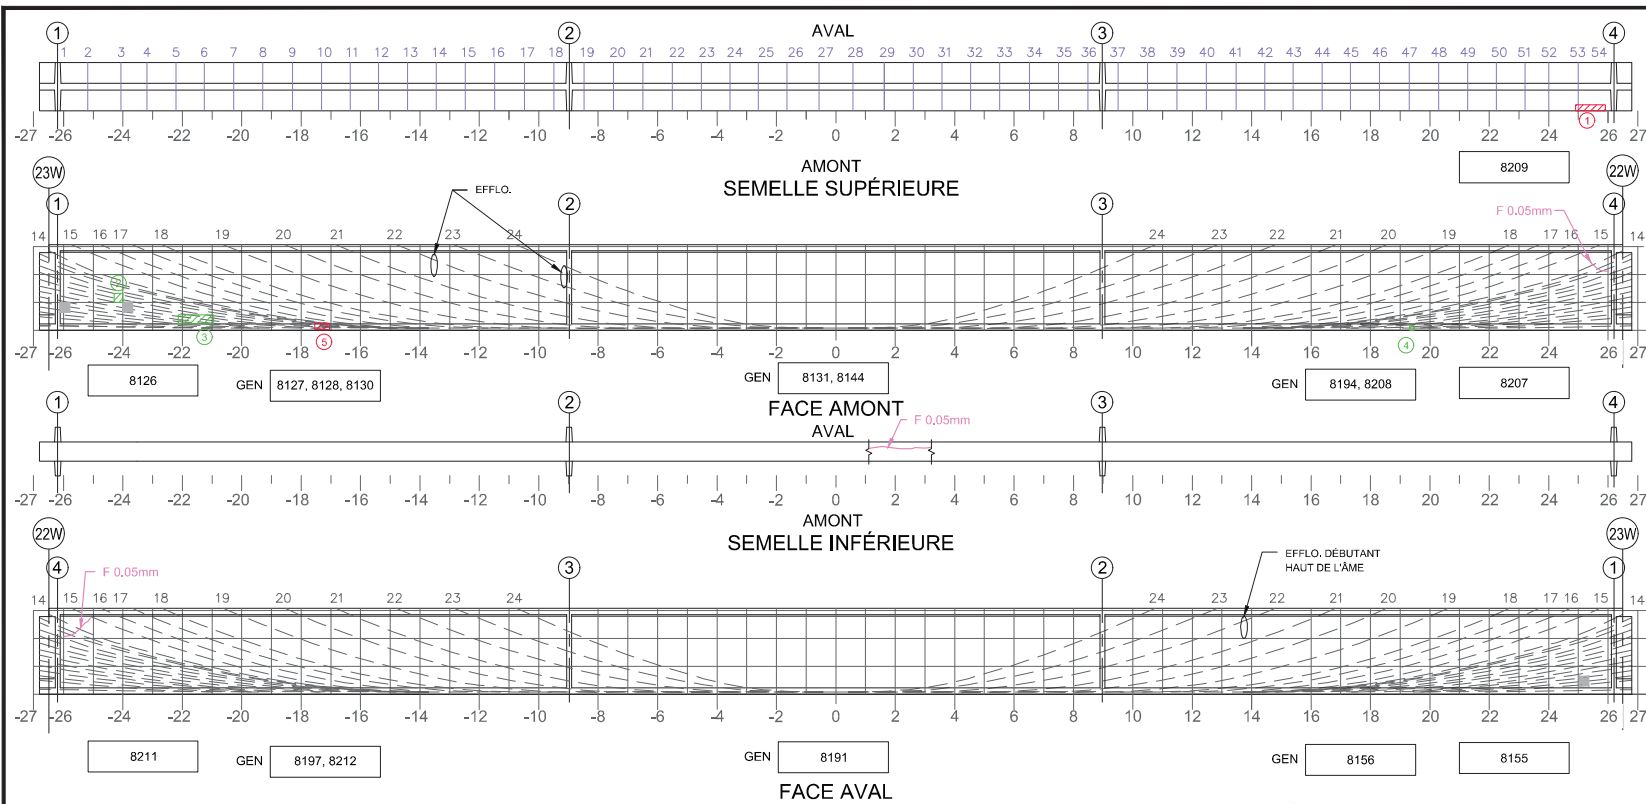 AVAL
1 2 3 4
1 2 3 4 5 6 7 8 9 10 11 12 13 14 15 16 17 18 19 20 21 22 23 24 25 26 27 28 29 30 31 32 33 34 35 36 37 38 39 40 41 42 43 44 45 46 47 48 49 50 51 52 53 54
1
-27 -26 -24 -22 -20 -18 -16 -14 -12 -10 -8 -6 -4 -2 0 2 4 6 8 10 12 14 16 18 20 22 24 26 27
AMONT
SEMELLE SUPÉRIEURE
8209
23W 22W
EFFLO.
F 0.05mm
1 2 3 4
14 15 16 17 18 19 20 21 22 23 24 24 23 22 21 20 19 18 17 16 15 14
2
3 5 4
-27 -26 -24 -22 -20 -18 -16 -14 -12 -10 -8 -6 -4 -2 0 2 4 6 8 10 12 14 16 18 20 22 24 26 27
8126 GEN 8127, 8128, 8130 GEN 8131, 8144 GEN 8194, 8208 8207
FACE AMONT
1 2 3 4
AVAL
F 0.05mm
-27 -26 -24 -22 -20 -18 -16 -14 -12 -10 -8 -6 -4 -2 0 2 4 6 8 10 12 14 16 18 20 22 24 26 27
AMONT
SEMELLE INFÉRIEURE
22W 23W
EFFLO. DÉBUTANT
HAUT DE L'ÂME
F 0.05mm
4 3 2 1
14 15 16 17 18 19 20 21 22 23 24 24 23 22 21 20 19 18 17 16 15 14
-27 -26 -24 -22 -20 -18 -16 -14 -12 -10 -8 -6 -4 -2 0 2 4 6 8 10 12 14 16 18 20 22 24 26 27
8211 GEN 8197, 8212 GEN 8191 GEN 8156 8155
FACE AVAL